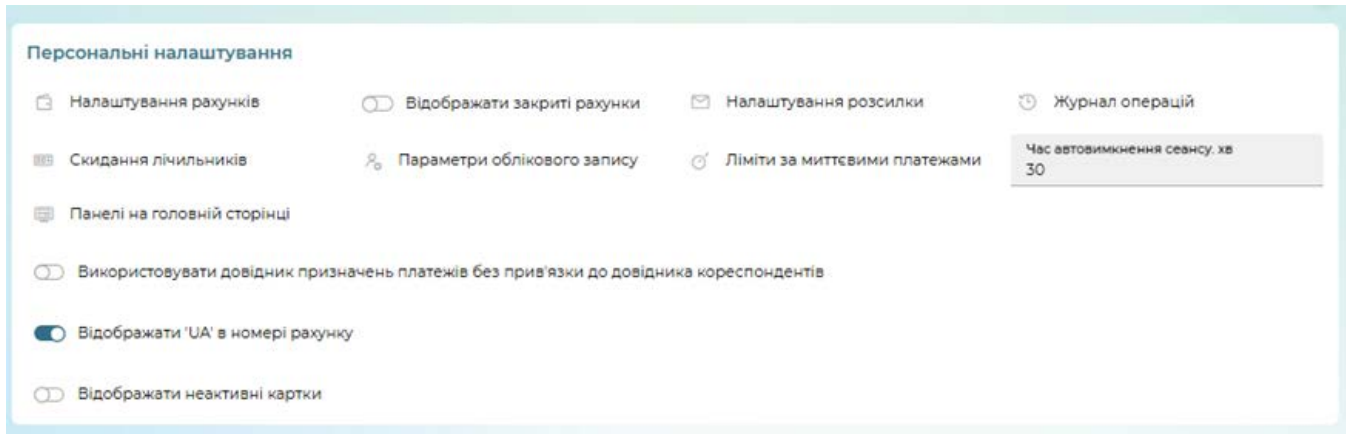 Персональні налаштування
Налаштування рахунків
Відображати закриті рахунки
Налаштування розсилки
Журнал операцій
Скидання лічильників
Параметри облікового запису
Ліміти за миттєвими платежами
Час автовимкнення сеансу, хв
30
Панелі на головній сторінці
Використовувати довідник призначень платежів без прив'язки до довідника кореспондентів
Відображати 'UA' в номері рахунку
Відображати неактивні картки